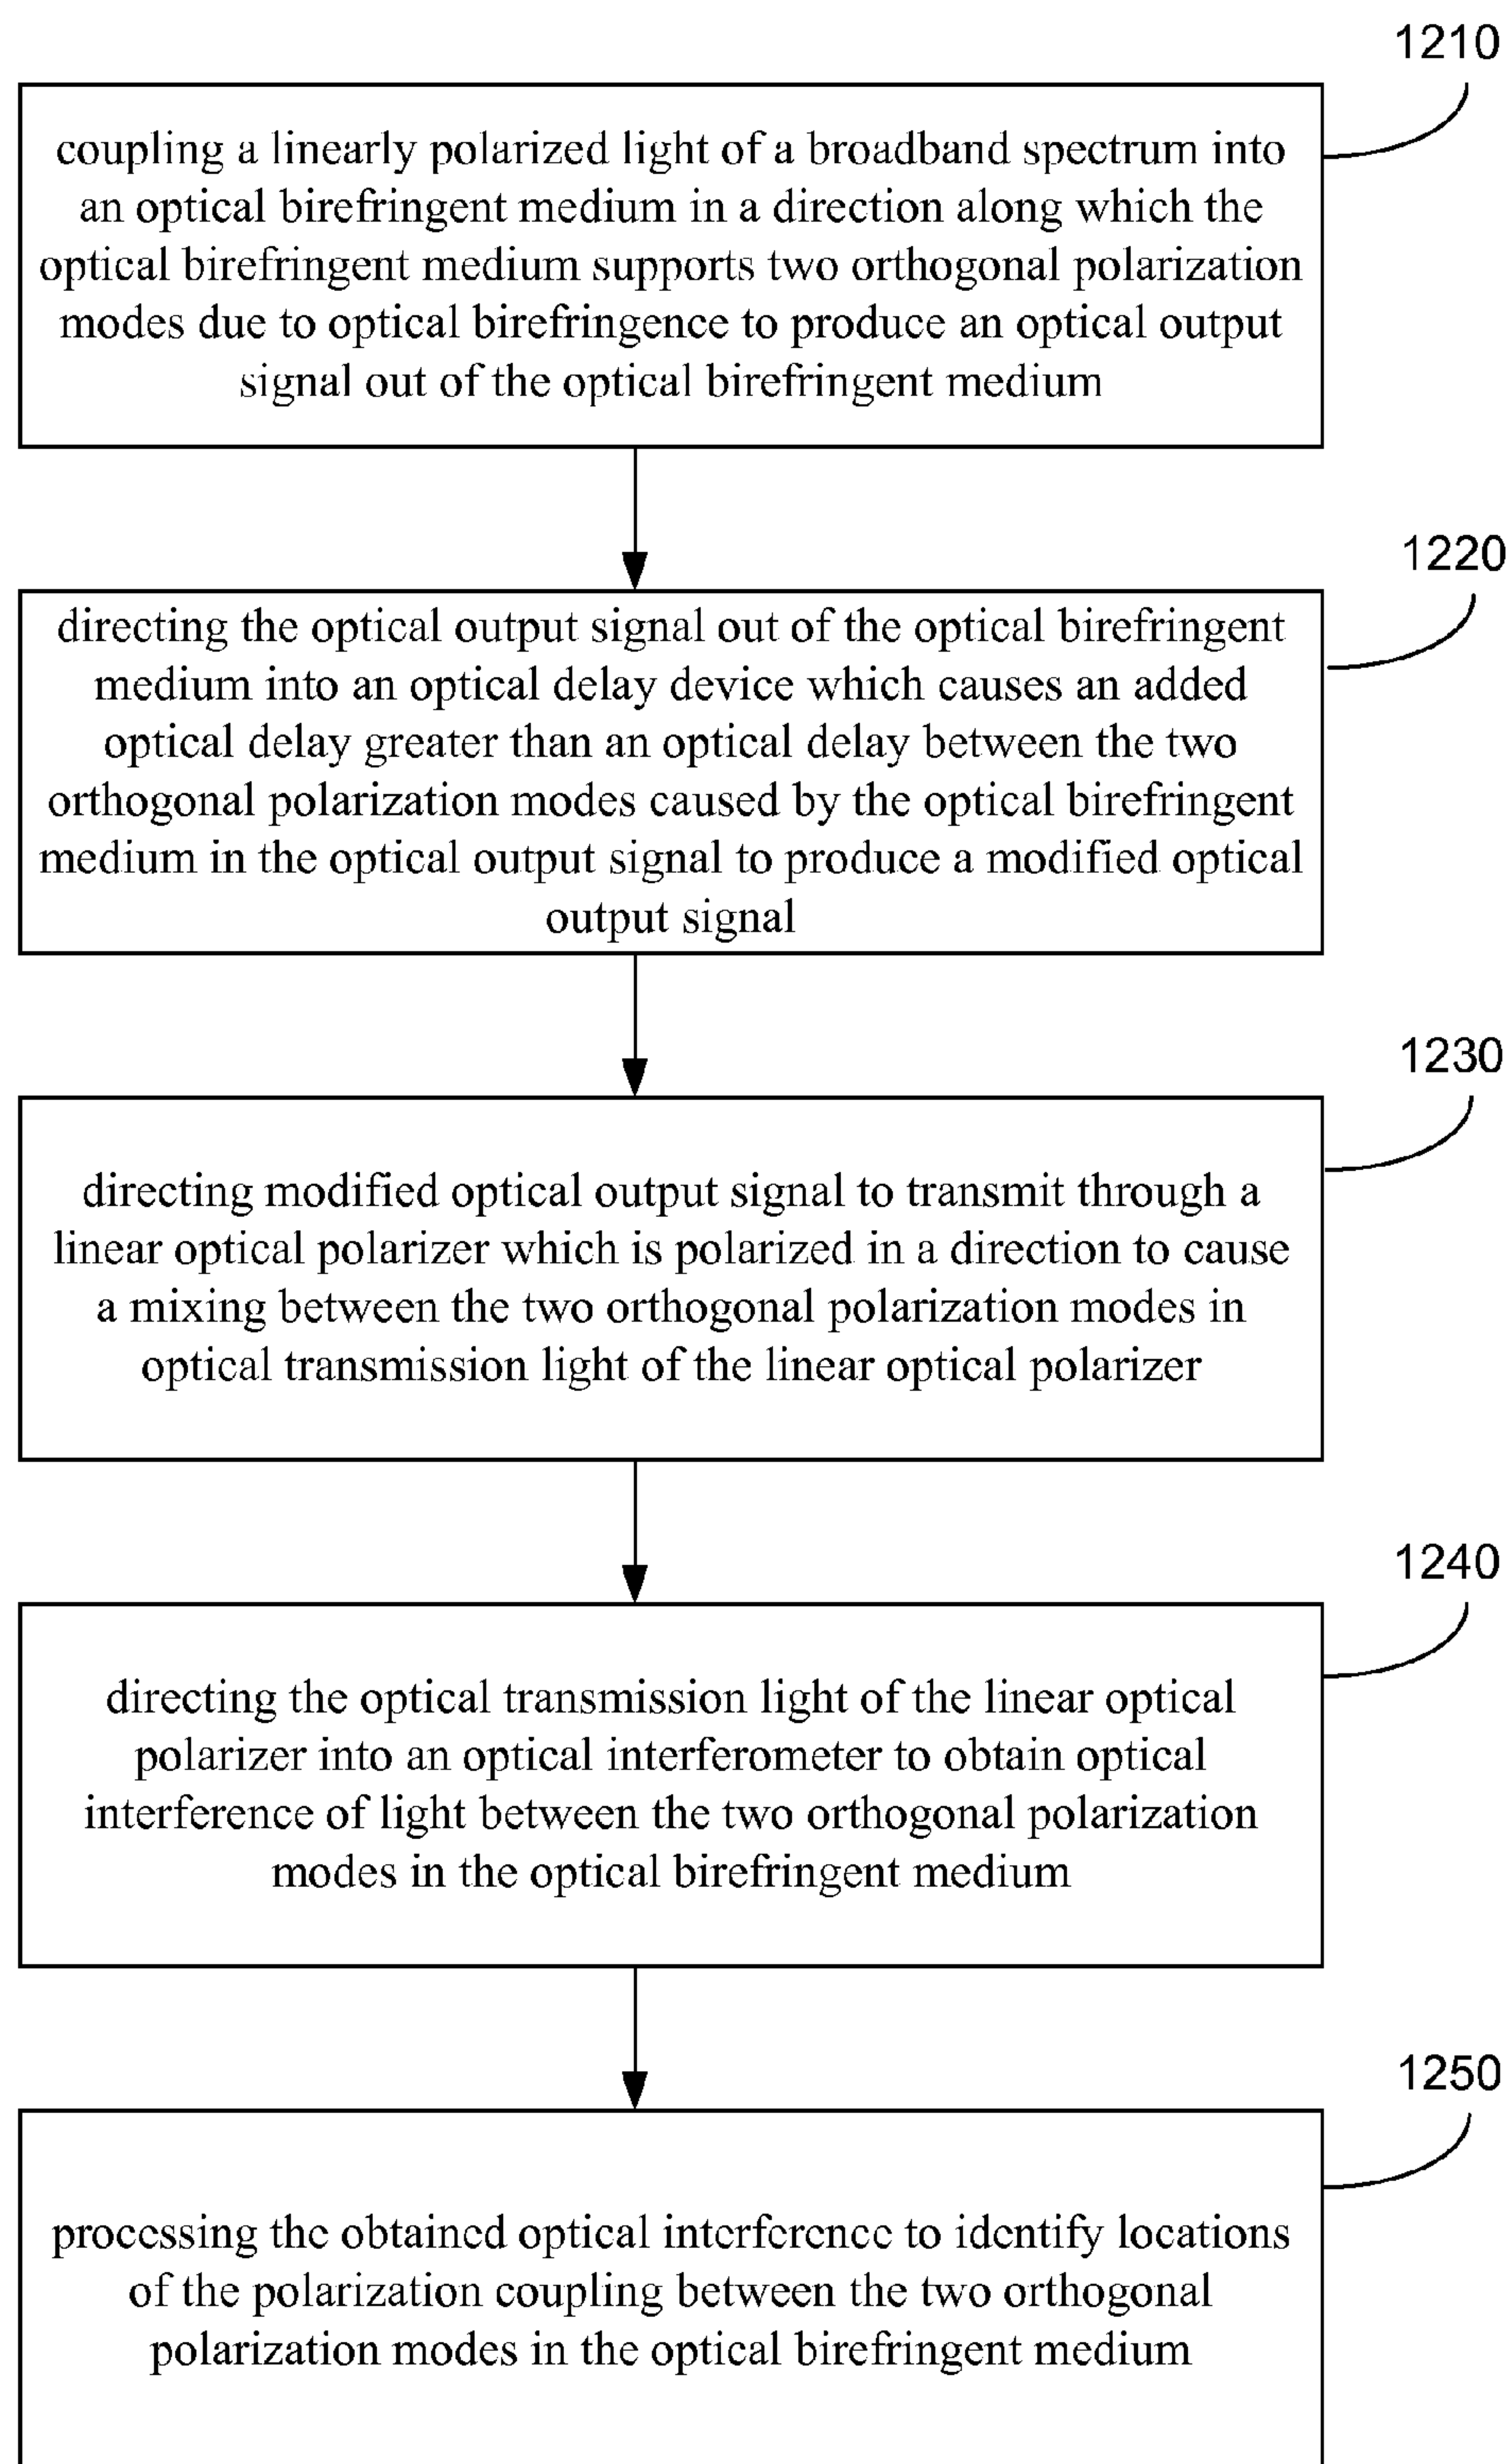 1210
coupling a linearly polarized light of a broadband spectrum into
an optical birefringent medium in a direction along which the
optical birefringent medium supports two orthogonal polarization
modes due to optical birefringence to produce an optical output
signal out of the optical birefringent medium
1220
directing the optical output signal out of the optical birefringent
medium into an optical delay device which causes an added
optical delay greater than an optical delay between the two
orthogonal polarization modes caused by the optical birefringent
medium in the optical output signal to produce a modified optical
output signal
1230
directing modified optical output signal to transmit through a
linear optical polarizer which is polarized in a direction to cause
a mixing between the two orthogonal polarization modes in
optical transmission light of the linear optical polarizer
1240
directing the optical transmission light of the linear optical
polarizer into an optical interferometer to obtain optical
interference of light between the two orthogonal polarization
modes in the optical birefringent medium
1250
processing the obtained optical interference to identify locations
of the polarization coupling between the two orthogonal
polarization modes in the optical birefringent medium